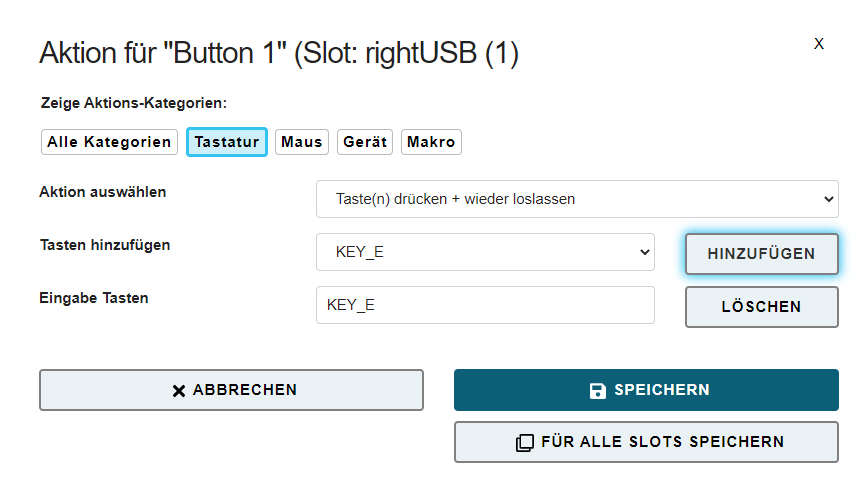 Aktion für "Button 1" (Slot: rightUSB (1)
X
Zeige Aktions-Kategorien:
Alle Kategorien Tastatur Maus Gerät Makro
Aktion auswählen Taste(n) drücken + wieder loslassen
Tasten hinzufügen KEY_E HINZUFÜGEN
Eingabe Tasten KEY_E LÖSCHEN
ABBRECHEN SPEICHERN
FÜR ALLE SLOTS SPEICHERN